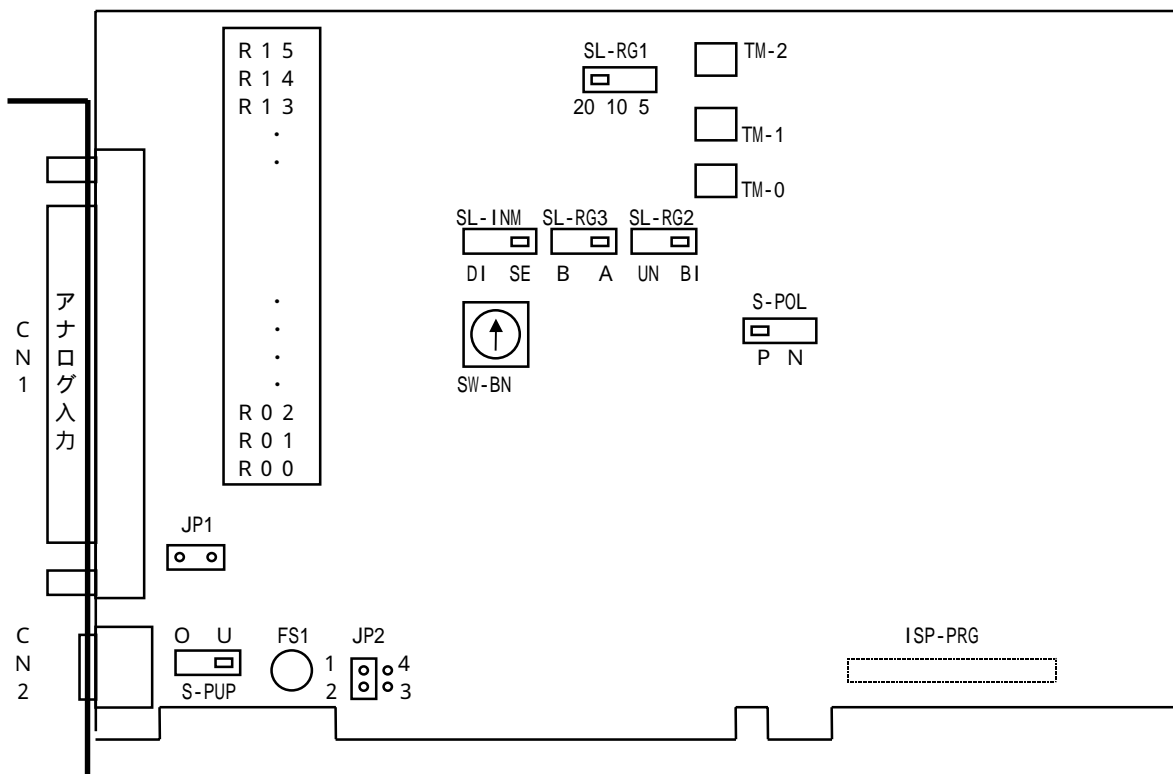 R15
R14
R13
・
・
・
・
・
・
R02
R01
R00
SL-RG1
20 10 5
TM-2
TM-1
TM-0
SL-INM SL-RG3 SL-RG2
DI SE B A UN BI
SW-BN
S-POL
P N
CN1
アナログ入力
JP1
CN2
O U
S-PUP
FS1
JP2
1 4
2 3
ISP-PRG